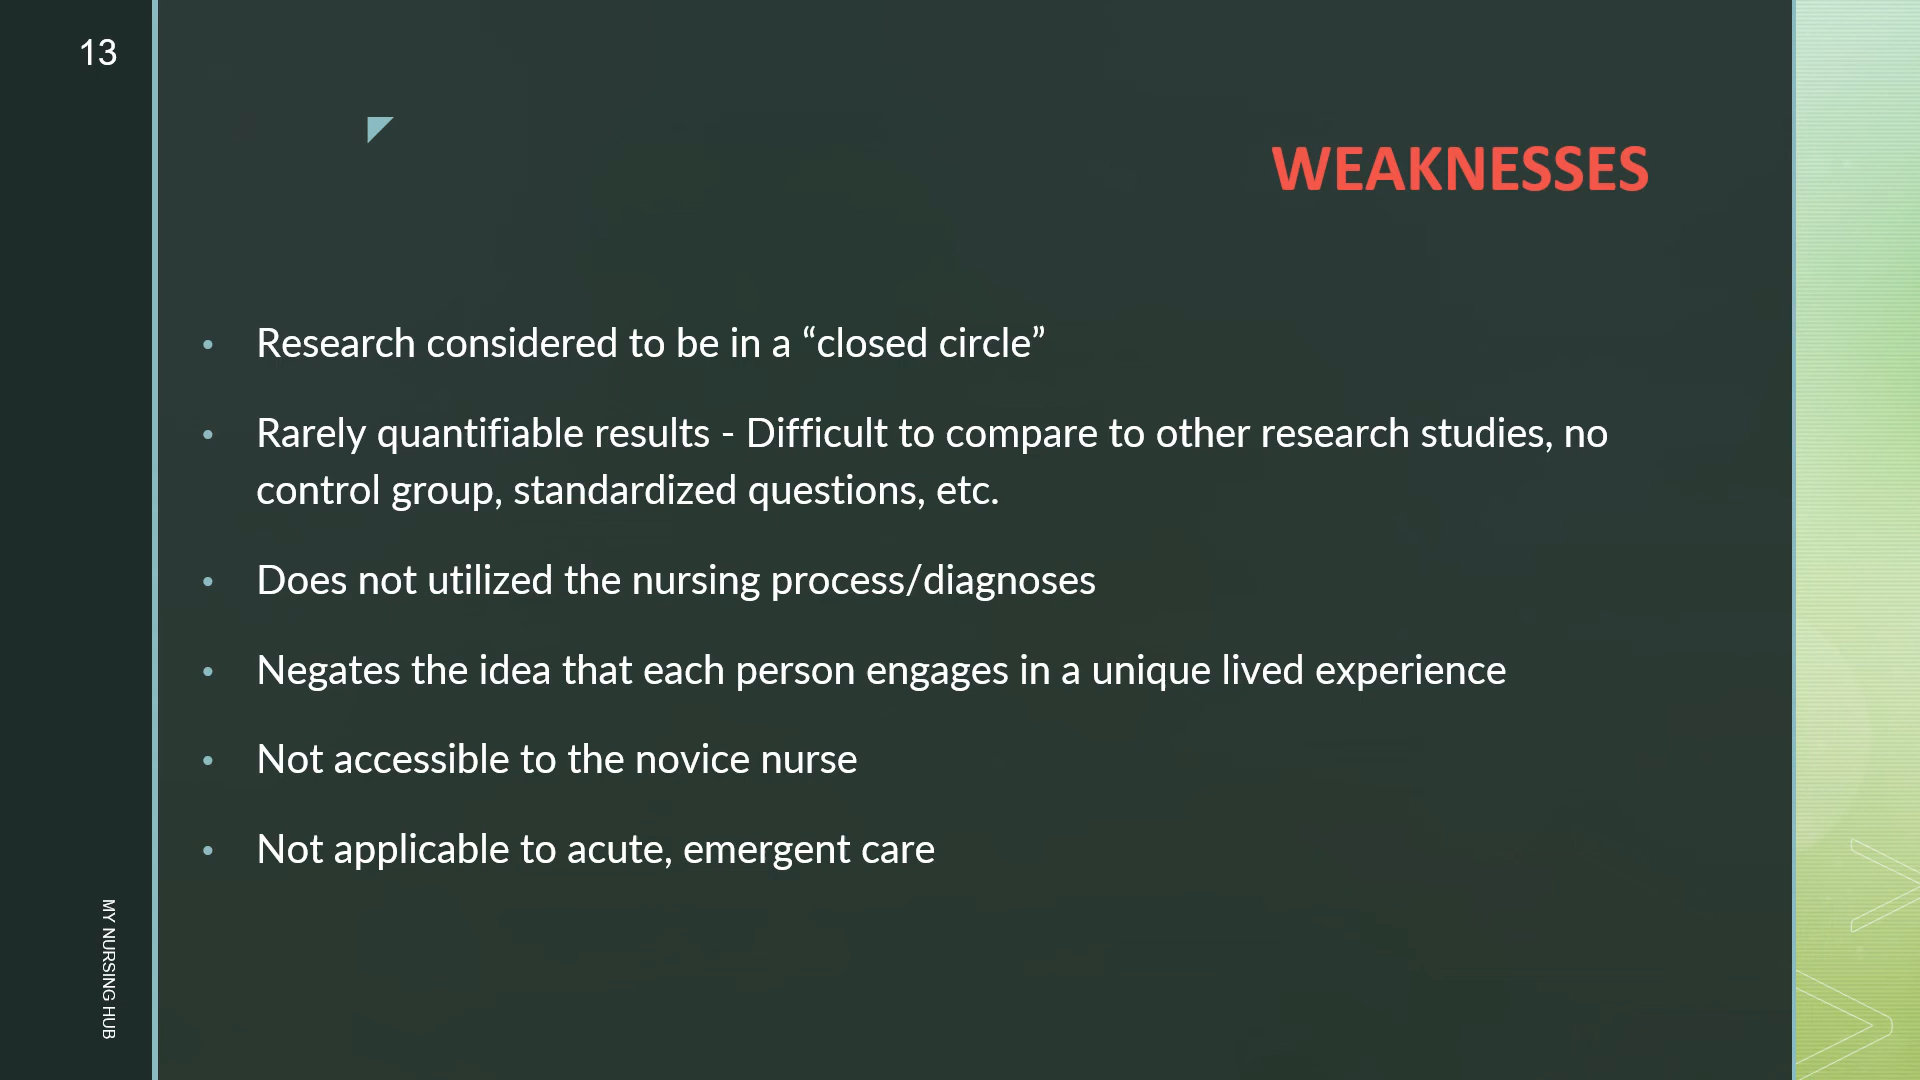 13
WEAKNESSES
• Research considered to be in a “closed circle”
• Rarely quantifiable results - Difficult to compare to other research studies, no
control group, standardized questions, etc.
• Does not utilized the nursing process/diagnoses
• Negates the idea that each person engages in a unique lived experience
• Not accessible to the novice nurse
• Not applicable to acute, emergent care
MY NURSING HUB